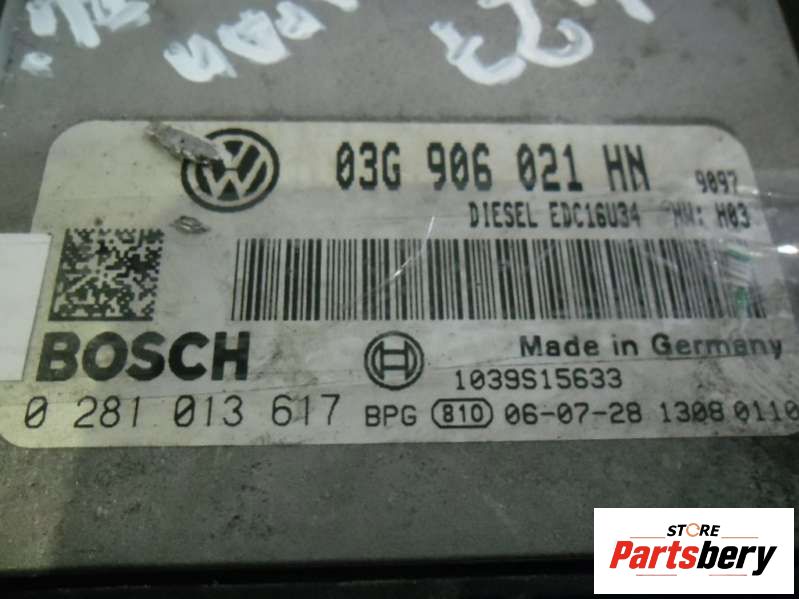 03G 906 021 HN 9097
DIESEL EDC16U34 HW: H03
BOSCH
Made in Germany
1039S15633
0 281 013 617 BPG 810 06-07-28 1308 0110
STORE
Partsbery